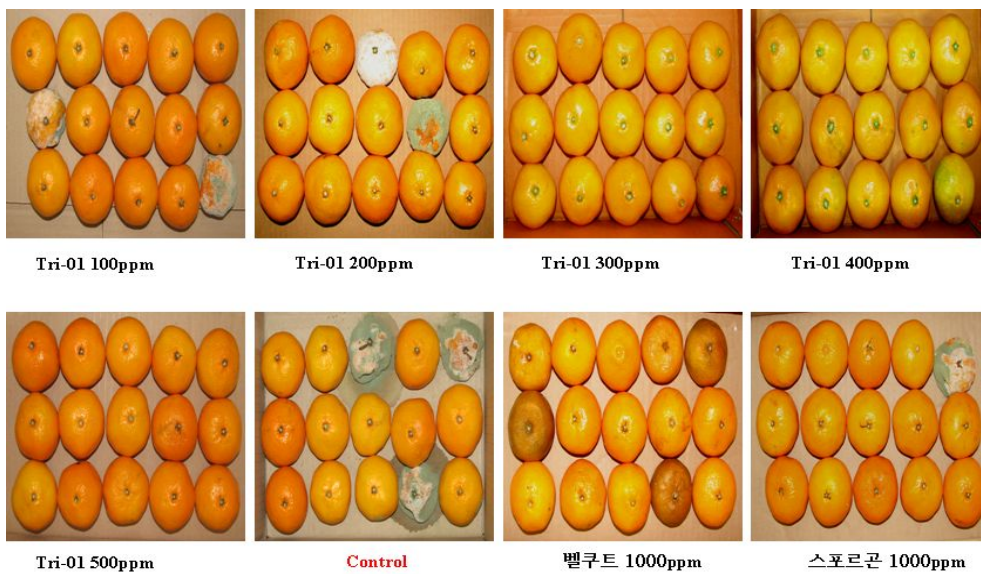 Tri-01 100ppm
Tri-01 200ppm
Tri-01 300ppm
Tri-01 400ppm
Tri-01 500ppm
Control
벨쿠트 1000ppm
스포르곤 1000ppm